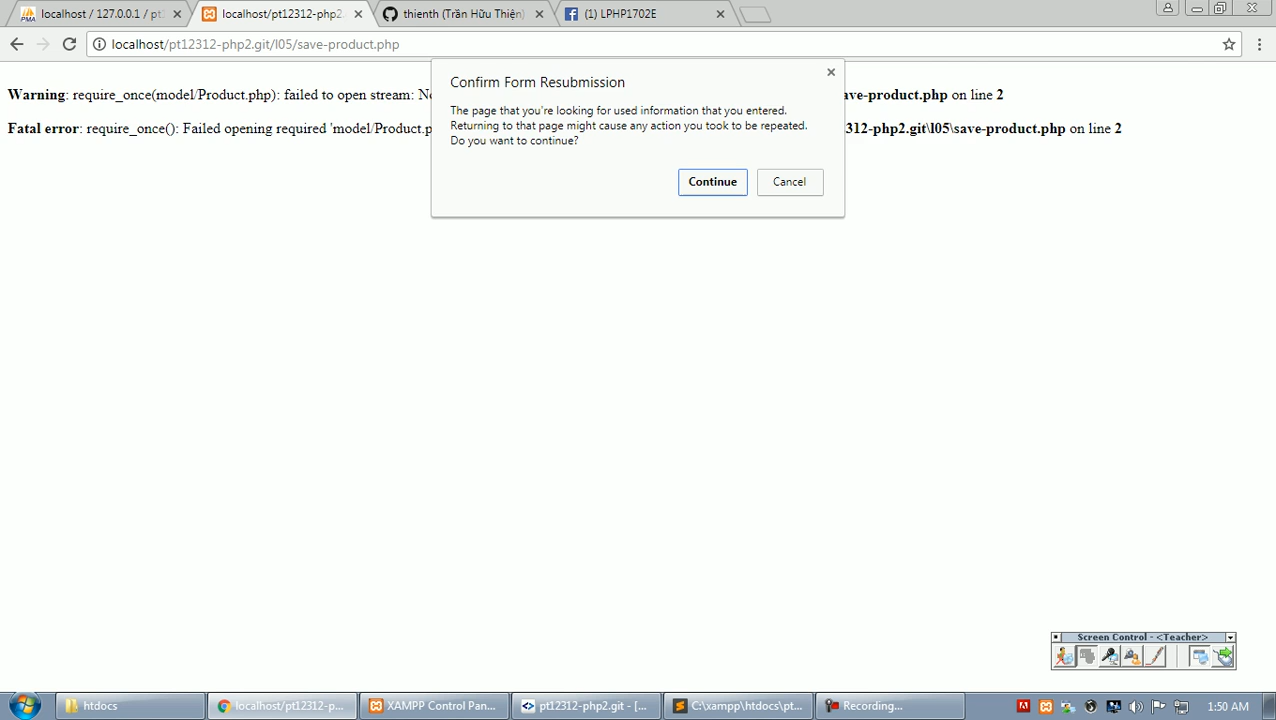 localhost / 127.0.0.1 / pt
localhost/pt12312-php2.
thienth (Trần Hữu Thiện)
(1) LPHP1702E
localhost/pt12312-php2.git/l05/save-product.php
Confirm Form Resubmission
The page that you're looking for used information that you entered.
Returning to that page might cause any action you took to be repeated.
Do you want to continue?
Continue
Cancel
Warning: require_once(model/Product.php): failed to open stream: No ave-product.php on line 2
Fatal error: require_once(): Failed opening required 'model/Product.p 312-php2.git\l05\save-product.php on line 2
Screen Control - <Teacher>
htdocs
localhost/pt12312-p...
XAMPP Control Pan...
pt12312-php2.git - [...
C:\xampp\htdocs\pt...
Recording...
1:50 AM